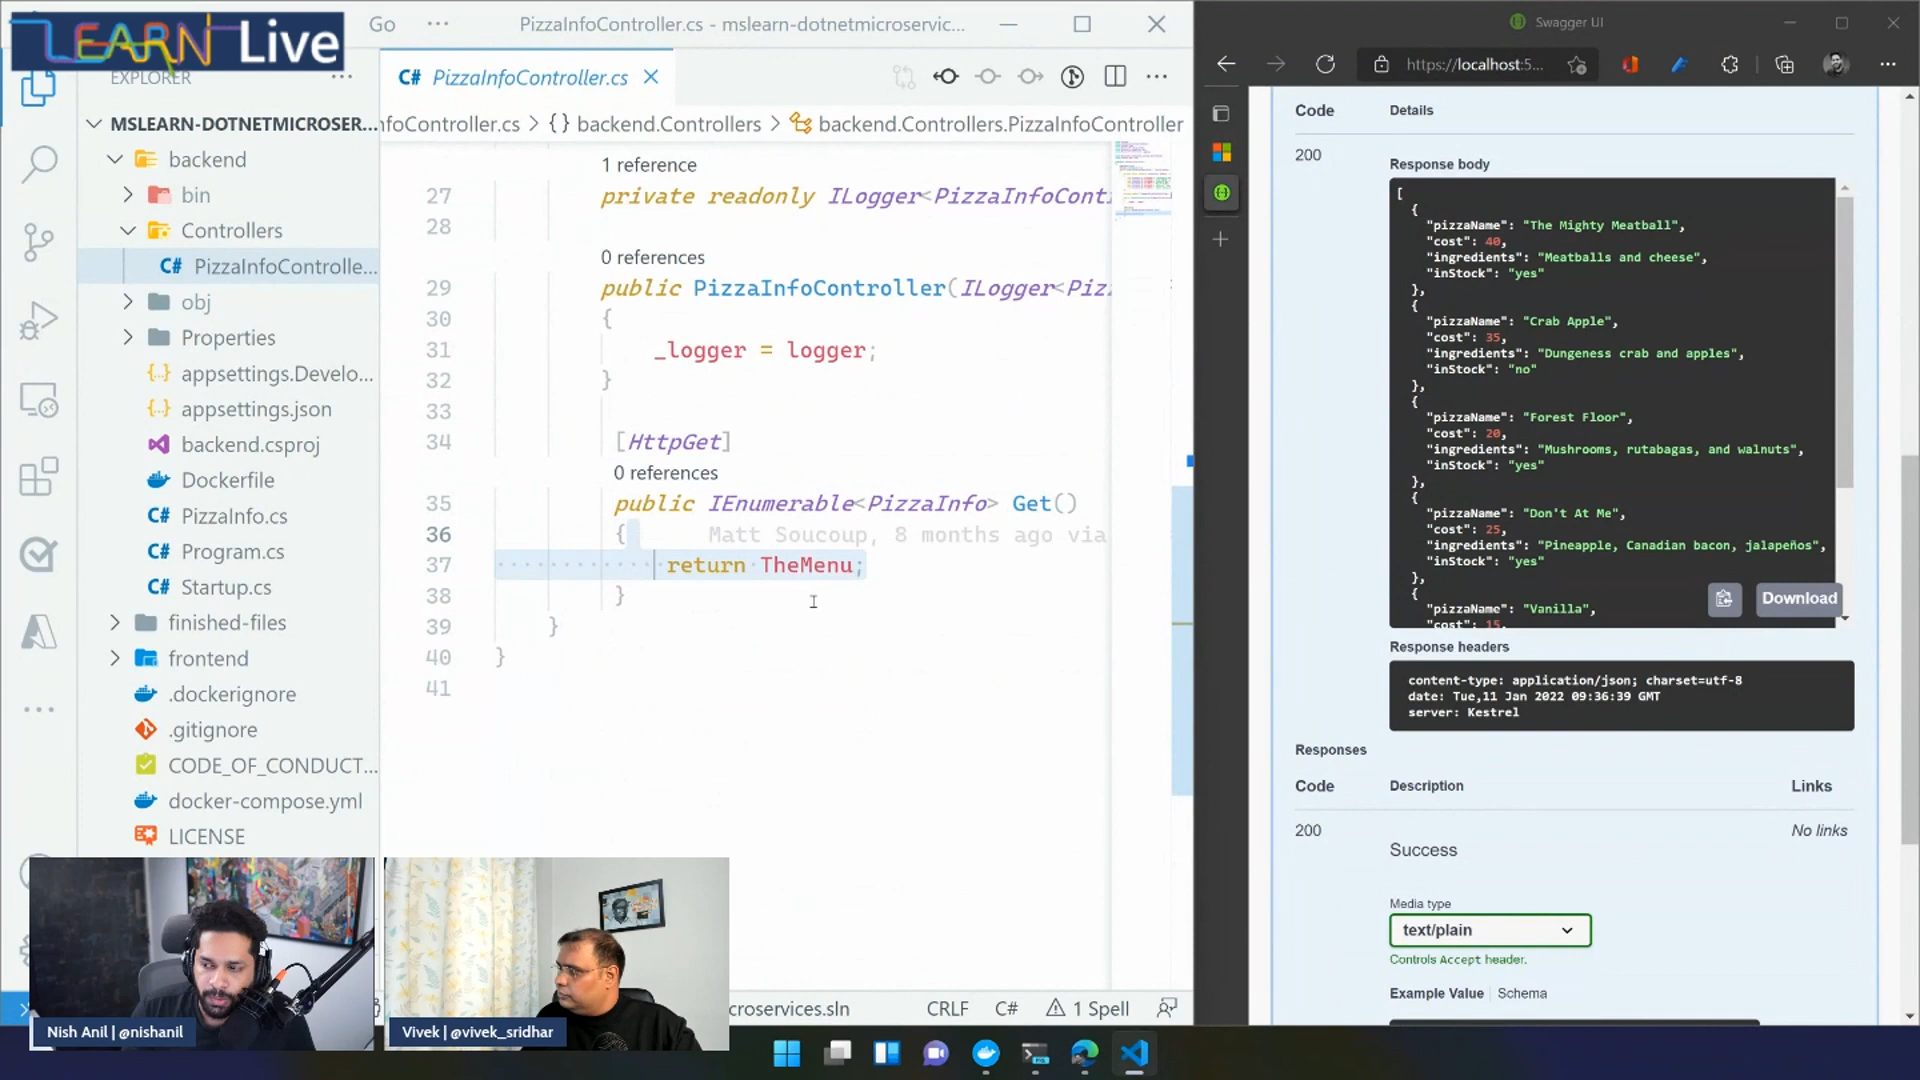 LEARN Live
Go
PizzaInfoController.cs - mslearn-dotnetmicroservic...
EXPLORER
MSLEARN-DOTNETMICROSER...
backend
bin
Controllers
C# PizzaInfoControlle...
obj
Properties
{..} appsettings.Develo...
{..} appsettings.json
backend.csproj
Dockerfile
C# PizzaInfo.cs
C# Program.cs
C# Startup.cs
finished-files
frontend
.dockerignore
.gitignore
CODE_OF_CONDUCT...
docker-compose.yml
LICENSE
C# PizzaInfoController.cs
nfoController.cs > {} backend.Controllers > backend.Controllers.PizzaInfoController
1 reference
27 private readonly ILogger<PizzaInfoCont
28
0 references
29 public PizzaInfoController(ILogger<Piz
30 {
31 _logger = logger;
32 }
33
34 [HttpGet]
0 references
35 public IEnumerable<PizzaInfo> Get()
36 { Matt Soucoup, 8 months ago via
37 return TheMenu;
38 }
39 }
40 }
41
croservices.sln
CRLF
C#
1 Spell
Nish Anil | @nishanil
Vivek | @vivek_sridhar
Swagger UI
https://localhost:5...
Code Details
200
Response body
[
{
"pizzaName": "The Mighty Meatball",
"cost": 40,
"ingredients": "Meatballs and cheese",
"inStock": "yes"
},
{
"pizzaName": "Crab Apple",
"cost": 35,
"ingredients": "Dungeness crab and apples",
"inStock": "no"
},
{
"pizzaName": "Forest Floor",
"cost": 20,
"ingredients": "Mushrooms, rutabagas, and walnuts",
"inStock": "yes"
},
{
"pizzaName": "Don't At Me",
"cost": 25,
"ingredients": "Pineapple, Canadian bacon, jalapeños",
"inStock": "yes"
},
{
"pizzaName": "Vanilla",
"cost": 15,
Download
Response headers
content-type: application/json; charset=utf-8
date: Tue,11 Jan 2022 09:36:39 GMT
server: Kestrel
Responses
Code Description Links
200
No links
Success
Media type
text/plain
Controls Accept header.
Example Value | Schema